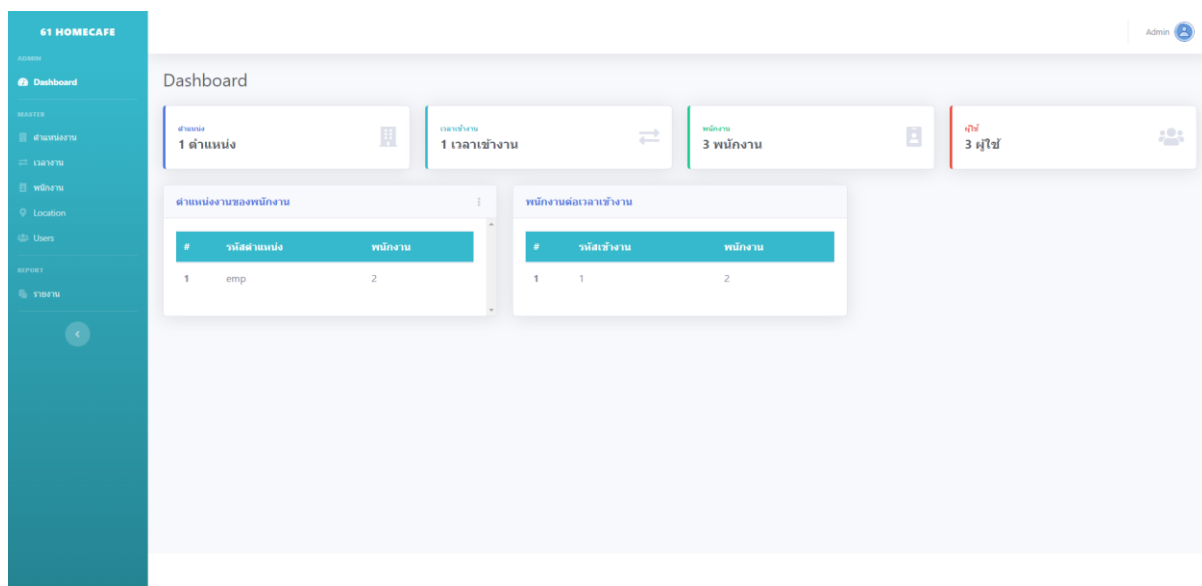 61 HOMECAFE
Admin
ADMIN
Dashboard
MASTER
ตำแหน่งงาน
เวลางาน
พนักงาน
Location
Users
REPORT
รายงาน
Dashboard
ตำแหน่ง
1 ตำแหน่ง
เวลาเข้างาน
1 เวลาเข้างาน
พนักงาน
3 พนักงาน
ผู้ใช้
3 ผู้ใช้
ตำแหน่งงานของพนักงาน
# รหัสตำแหน่ง พนักงาน
1 emp 2
พนักงานต่อเวลาเข้างาน
# รหัสเข้างาน พนักงาน
1 1 2